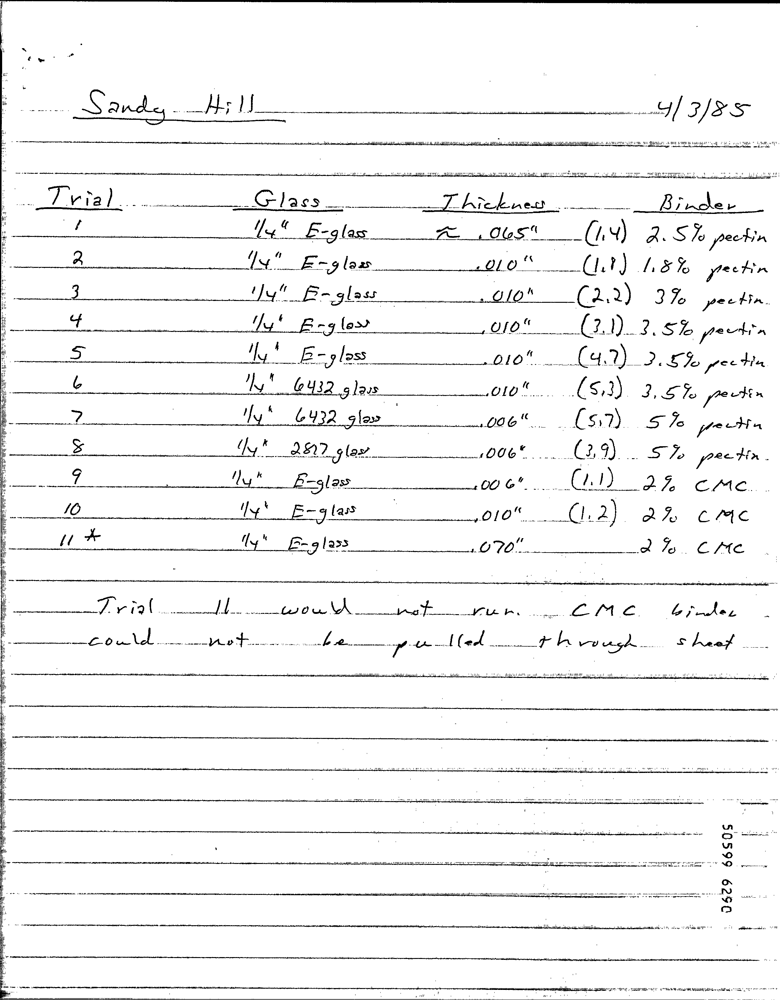 Sandy Hill 4/3/85
Trial Glass Thickness Binder
1 1/4" E-glass ≈ .065" (1.4) 2.5% pectin
2 1/4" E-glass .010" (1.8) 1.8% pectin
3 1/4" E-glass .010" (2.2) 3% pectin
4 1/4" E-glass .010" (3.1) 3.5% pectin
5 1/4" E-glass .010" (4.7) 3.5% pectin
6 1/4" 6432 glass .010" (5.3) 3.5% pectin
7 1/4" 6432 glass .006" (5.7) 5% pectin
8 1/4" 2817 glass .006" (3.9) 5% pectin
9 1/4" E-glass .006" (1.1) 2% CMC
10 1/4" E-glass .010" (1.2) 2% CMC
11 * 1/4" E-glass .070" 2% CMC
Trial 11 would not run. CMC binder
could not be pulled through sheet
50599 6290